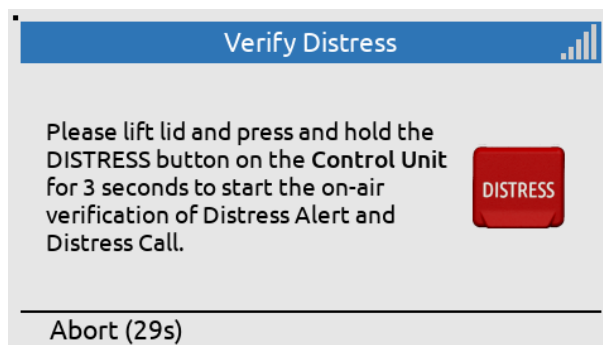 Verify Distress
Please lift lid and press and hold the
DISTRESS button on the Control Unit
for 3 seconds to start the on-air
verification of Distress Alert and
Distress Call.
DISTRESS
Abort (29s)